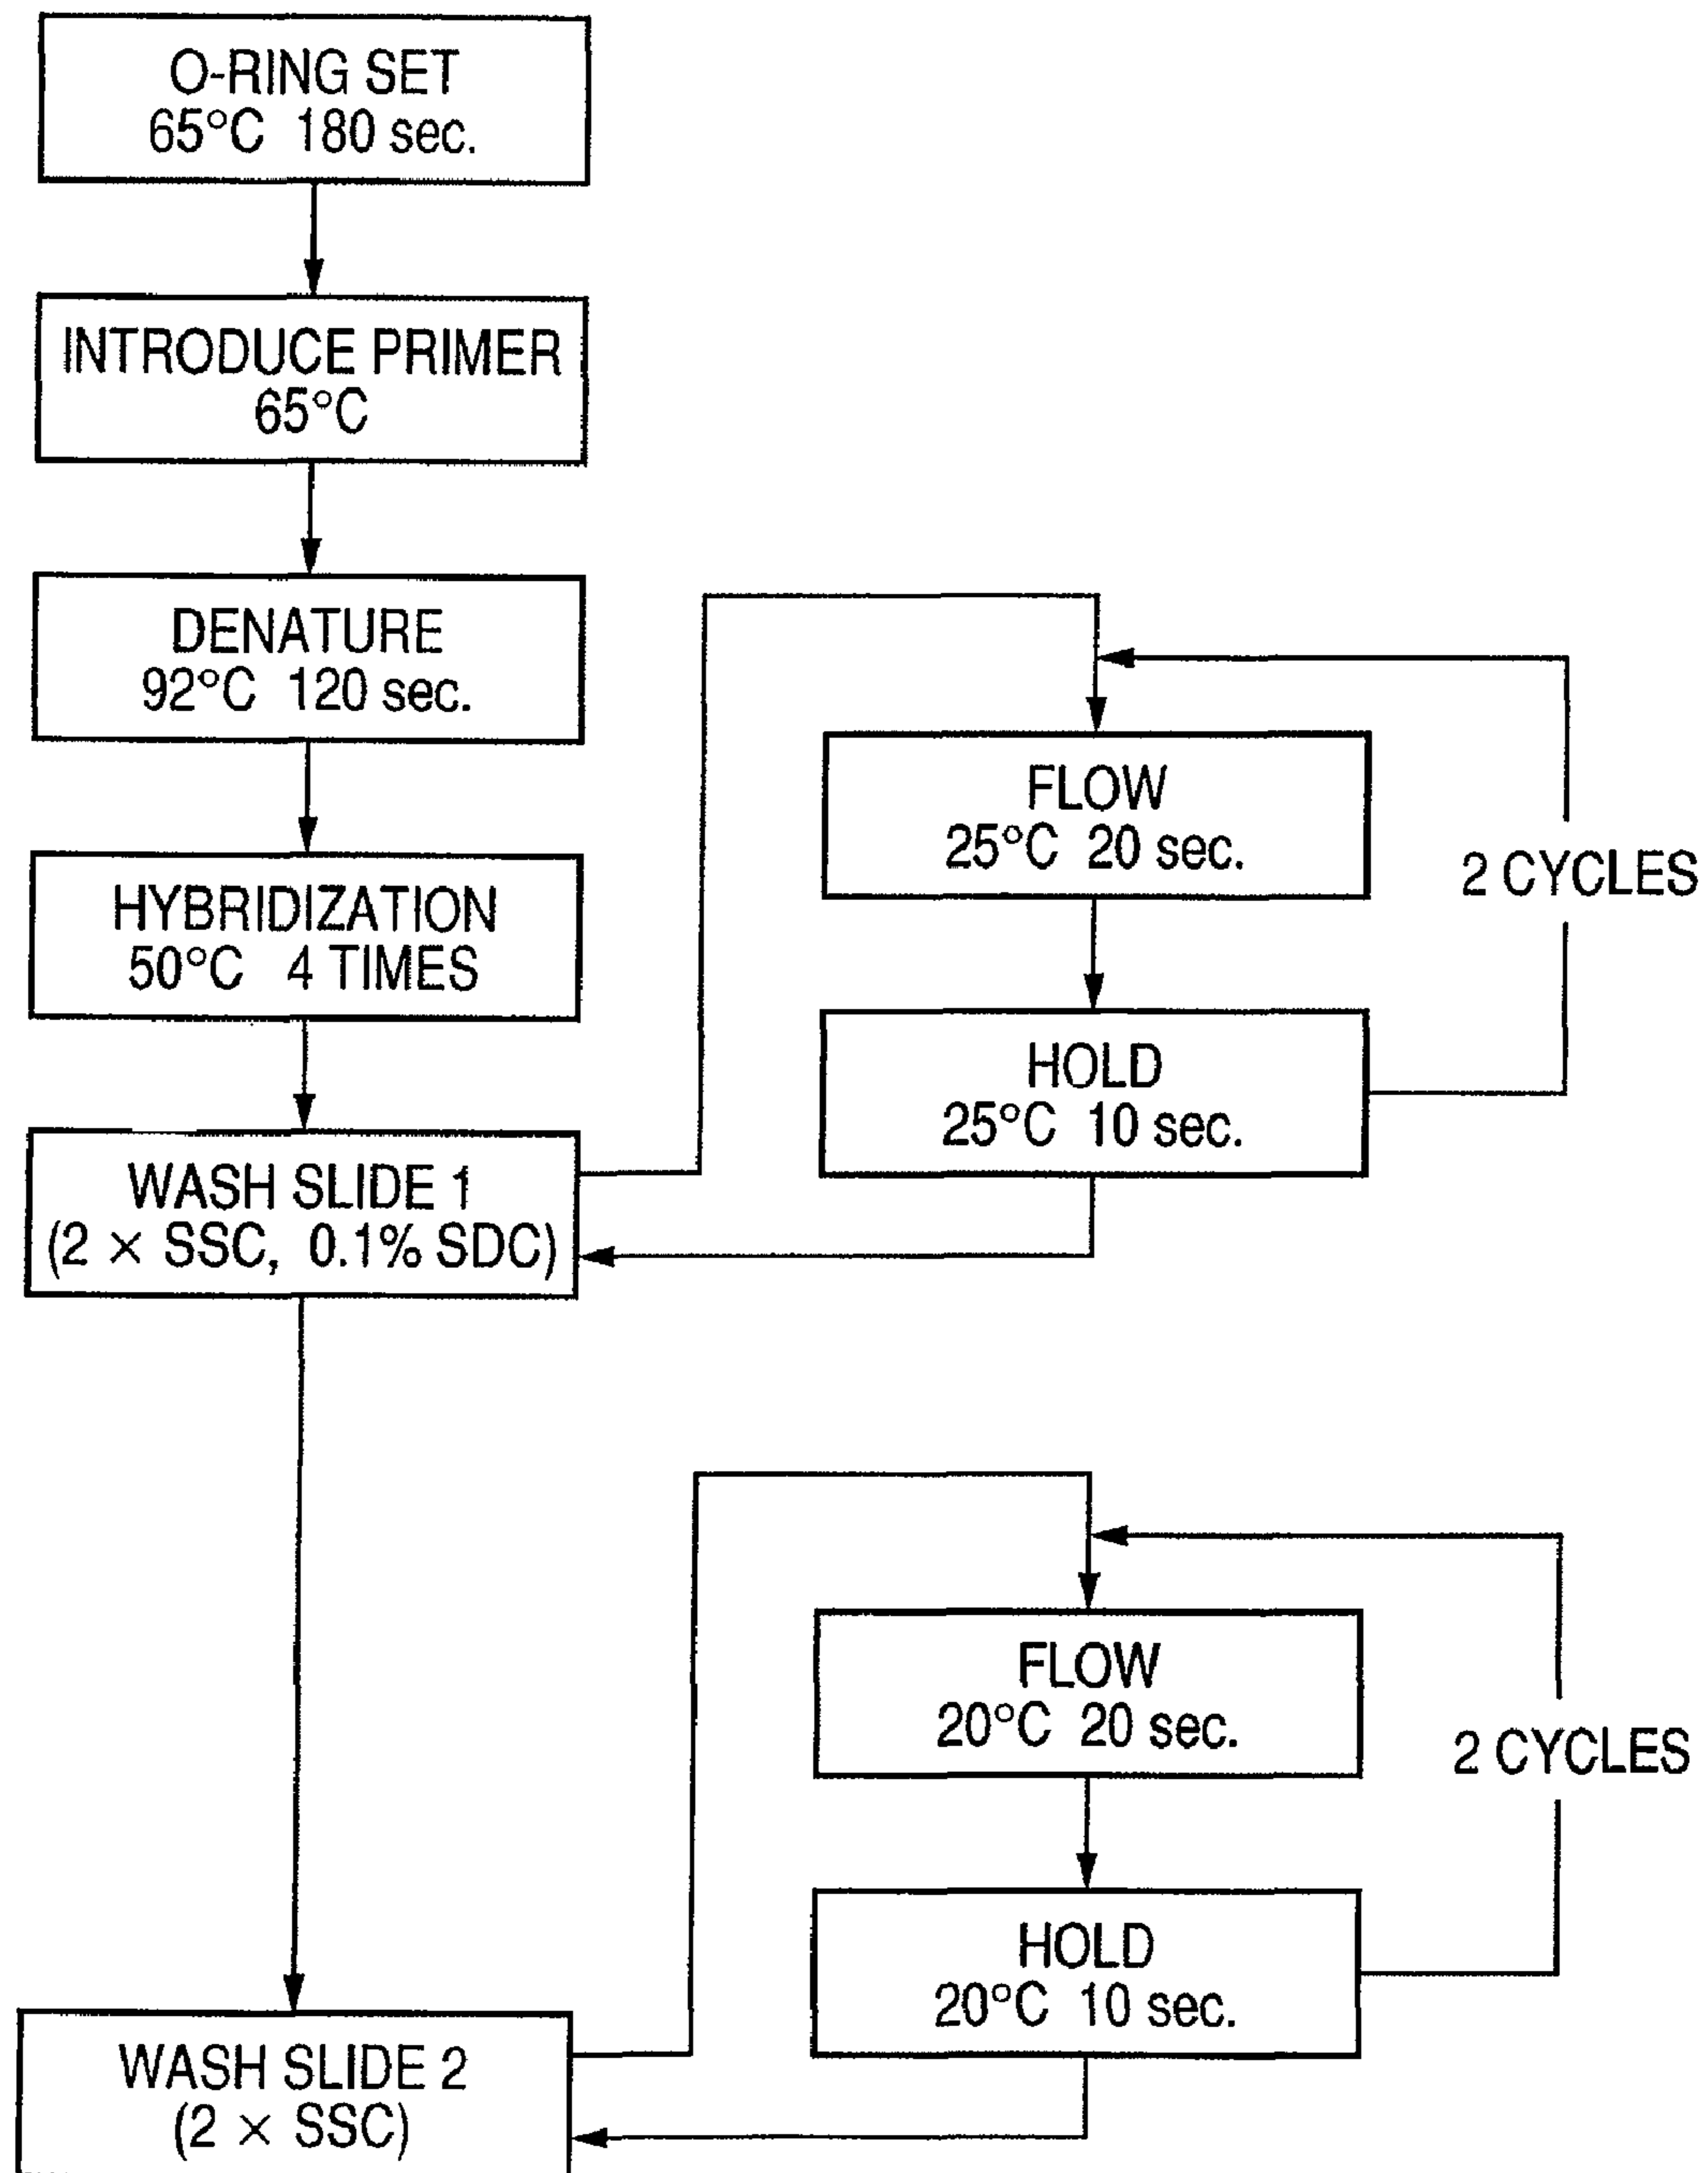 O-RING SET
65°C 180 sec.
INTRODUCE PRIMER
65°C
DENATURE
92°C 120 sec.
HYBRIDIZATION
50°C 4 TIMES
WASH SLIDE 1
(2 × SSC, 0.1% SDC)
FLOW
25°C 20 sec.
HOLD
25°C 10 sec.
2 CYCLES
WASH SLIDE 2
(2 × SSC)
FLOW
20°C 20 sec.
HOLD
20°C 10 sec.
2 CYCLES